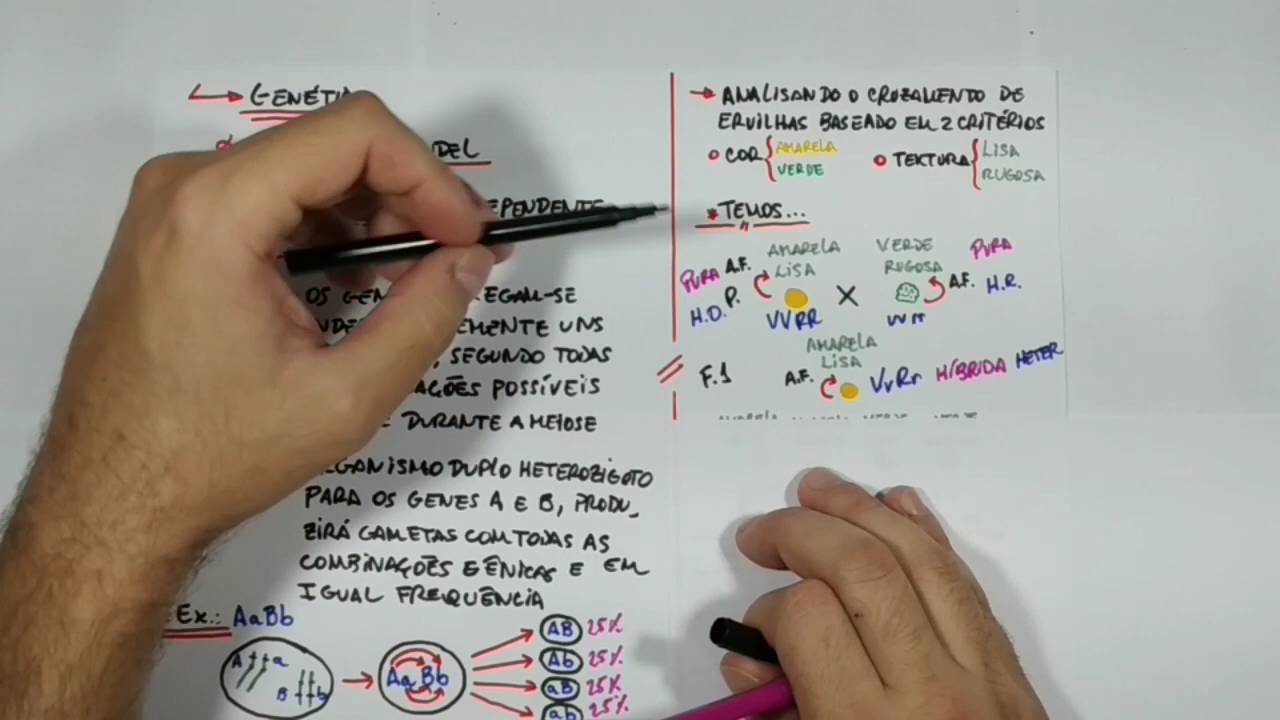 GENÉTI
DEL
EPENDENTE
OS GEN EGAM-SE
EMENTE UNS
, SEGUNDO TODAS
AÇÕES POSSÍVEIS
E DURANTE A MEIOSE
ORGANISMO DUPLO HETEROZIGOTO
PARA OS GENES A E B, PRODU_
ZIRÁ GAMETAS COM TODAS AS
COMBINAÇÕES GÊNICAS E EM
IGUAL FREQUÊNCIA
Ex.: AaBb
A a
B b
Aa Bb
AB 25%
Ab 25%
aB 25%
ab 25%
→ ANALISANDO O CRUZAMENTO DE
ERVILHAS BASEADO EM 2 CRITÉRIOS
COR { AMARELA
VERDE
TEXTURA { LISA
RUGOSA
* TEMOS...
PURA A.F. AMARELA
LISA
H.D. P. VVRR
X
VERDE
RUGOSA
PURA
A.F. H.R.
vvrr
AMARELA
LISA
F.1 A.F. VvRr HÍBRIDA HETER